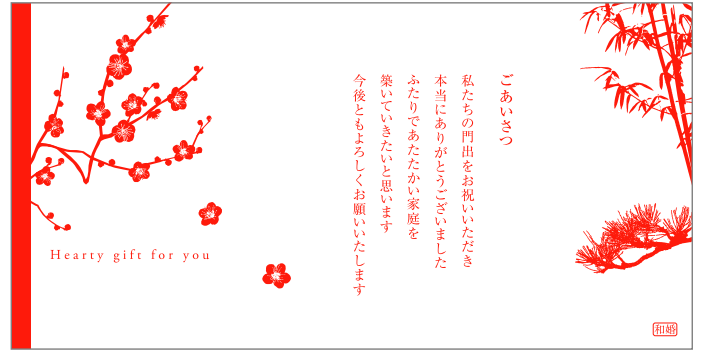 ごあいさつ
私たちの門出をお祝いいただき
本当にありがとうございました
ふたりであたたかい家庭を
築いていきたいと思います
今後ともよろしくお願いいたします
Hearty gift for you
和婚